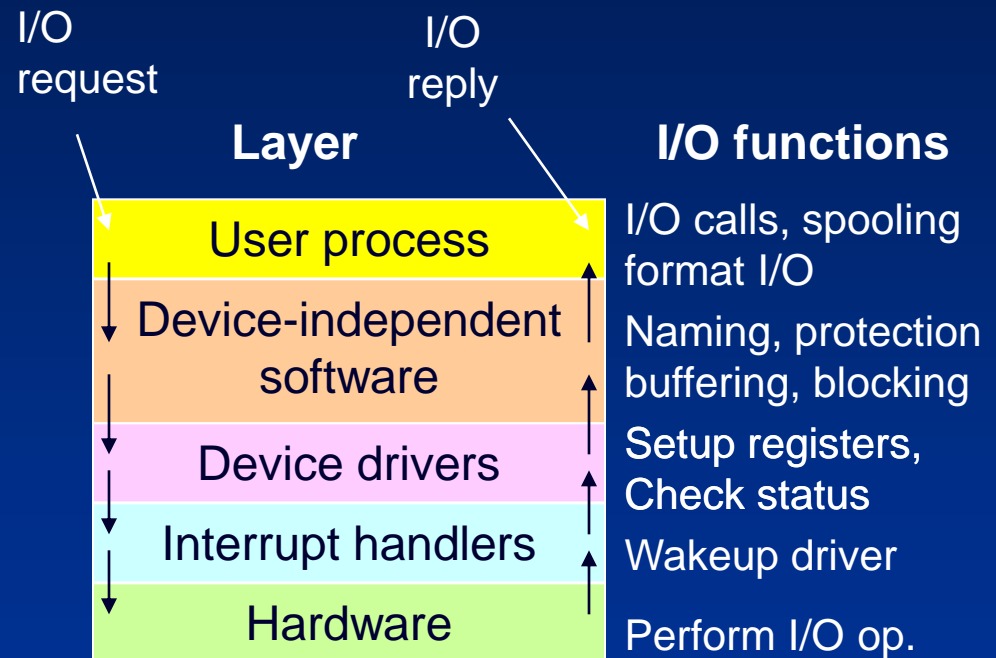 I/O
request
I/O
reply
Layer
I/O functions
User process
I/O calls, spooling
format I/O
Device-independent
software
Naming, protection
buffering, blocking
Device drivers
Setup registers,
Check status
Interrupt handlers
Wakeup driver
Hardware
Perform I/O op.